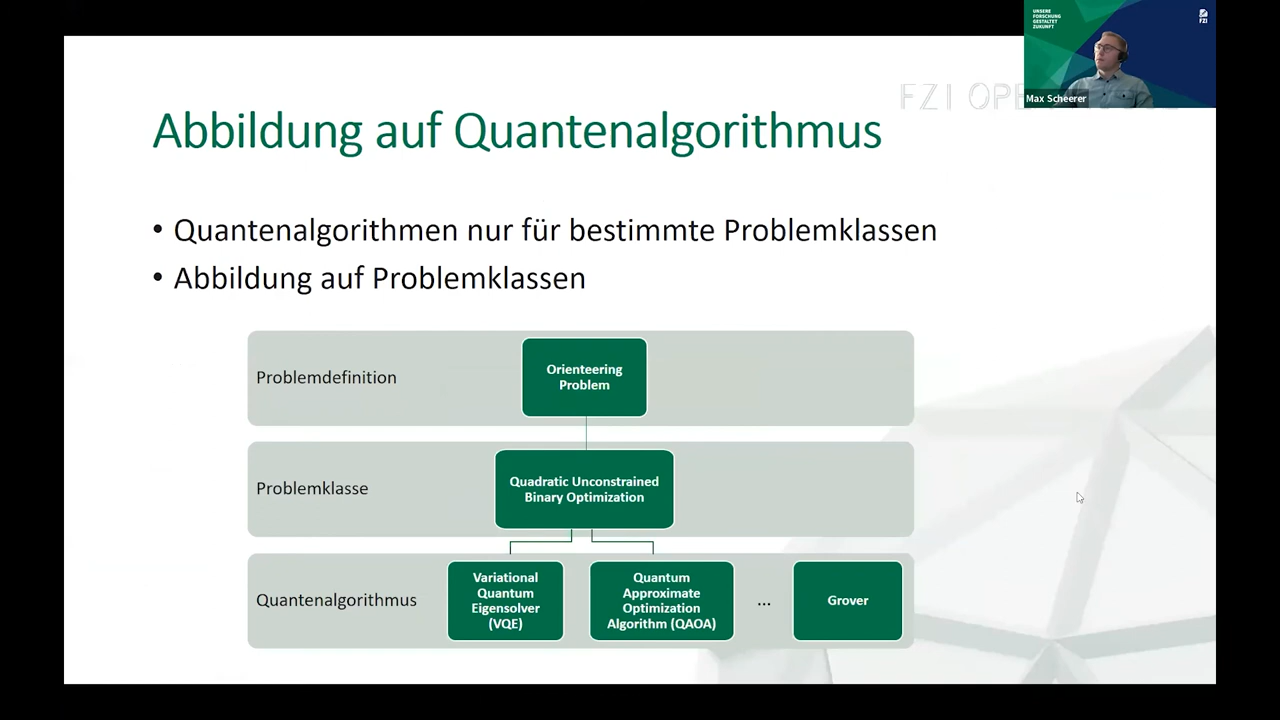 UNSERE
FORSCHUNG
GESTALTET
ZUKUNFT
FZI
Max Scheerer
FZI OPE
Abbildung auf Quantenalgorithmus
• Quantenalgorithmen nur für bestimmte Problemklassen
• Abbildung auf Problemklassen
Problemdefinition
Orienteering
Problem
Problemklasse
Quadratic Unconstrained
Binary Optimization
Quantenalgorithmus
Variational
Quantum
Eigensolver
(VQE)
Quantum
Approximate
Optimization
Algorithm (QAOA)
...
Grover